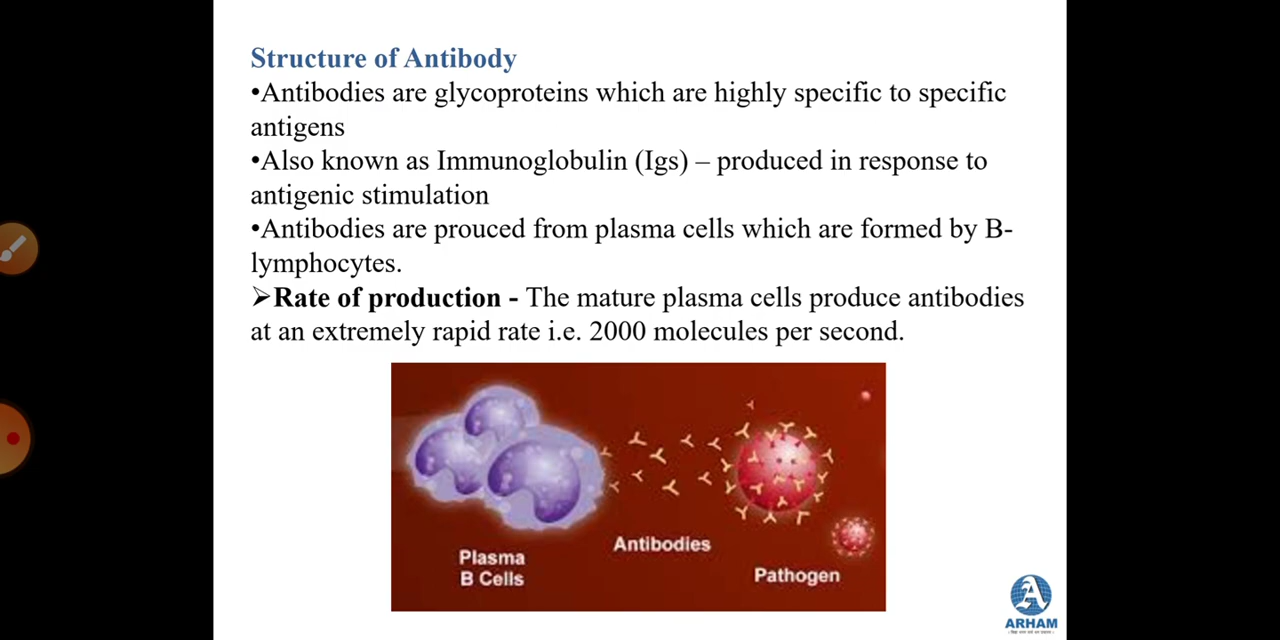 Structure of Antibody
•Antibodies are glycoproteins which are highly specific to specific
antigens
•Also known as Immunoglobulin (Igs) – produced in response to
antigenic stimulation
•Antibodies are prouced from plasma cells which are formed by B-
lymphocytes.
➢Rate of production - The mature plasma cells produce antibodies
at an extremely rapid rate i.e. 2000 molecules per second.
Plasma
B Cells
Antibodies
Pathogen
ARHAM